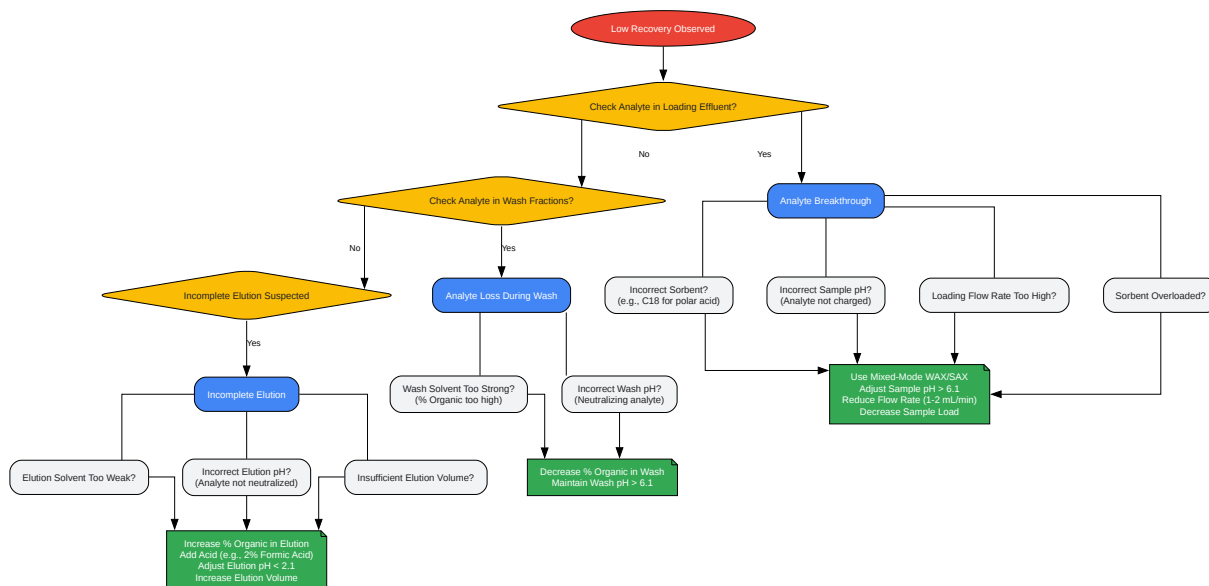 Low Recovery Observed
Check Analyte in Loading Effluent?
No
Yes
Check Analyte in Wash Fractions?
Analyte Breakthrough
No
Yes
Incomplete Elution Suspected
Analyte Loss During Wash
Incorrect Sorbent?
(e.g., C18 for polar acid)
Incorrect Sample pH?
(Analyte not charged)
Loading Flow Rate Too High?
Sorbent Overloaded?
Yes
Incomplete Elution
Wash Solvent Too Strong?
(% Organic too high)
Incorrect Wash pH?
(Neutralizing analyte)
Use Mixed-Mode WAX/SAX
Adjust Sample pH > 6.1
Reduce Flow Rate (1-2 mL/min)
Decrease Sample Load
Elution Solvent Too Weak?
Incorrect Elution pH?
(Analyte not neutralized)
Insufficient Elution Volume?
Decrease % Organic in Wash
Maintain Wash pH > 6.1
Increase % Organic in Elution
Add Acid (e.g., 2% Formic Acid)
Adjust Elution pH < 2.1
Increase Elution Volume